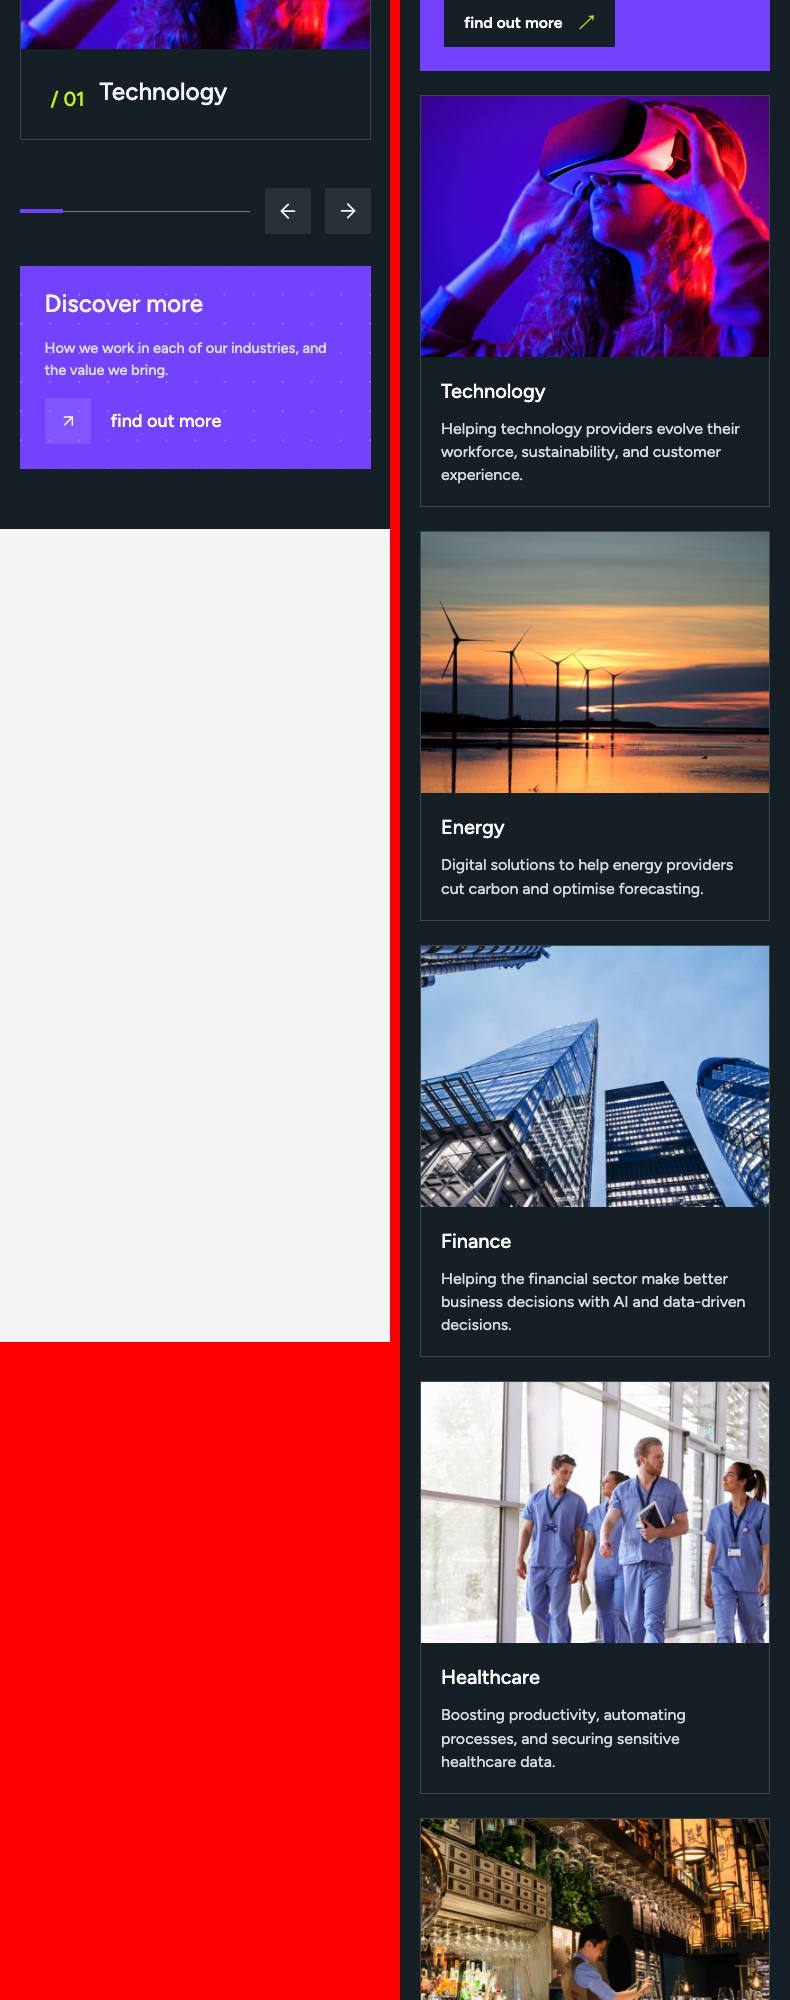 / 01 Technology
Discover more
How we work in each of our industries, and
the value we bring.
find out more
find out more
Technology
Helping technology providers evolve their
workforce, sustainability, and customer
experience.
Energy
Digital solutions to help energy providers
cut carbon and optimise forecasting.
Finance
Helping the financial sector make better
business decisions with AI and data-driven
decisions.
Healthcare
Boosting productivity, automating
processes, and securing sensitive
healthcare data.